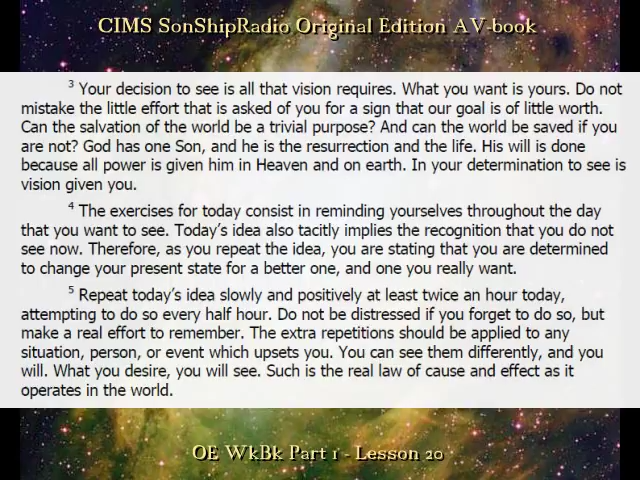 CIMS SonShipRadio Original Edition AV-book
3 Your decision to see is all that vision requires. What you want is yours. Do not
mistake the little effort that is asked of you for a sign that our goal is of little worth.
Can the salvation of the world be a trivial purpose? And can the world be saved if you
are not? God has one Son, and he is the resurrection and the life. His will is done
because all power is given him in Heaven and on earth. In your determination to see is
vision given you.
4 The exercises for today consist in reminding yourselves throughout the day
that you want to see. Today's idea also tacitly implies the recognition that you do not
see now. Therefore, as you repeat the idea, you are stating that you are determined
to change your present state for a better one, and one you really want.
5 Repeat today's idea slowly and positively at least twice an hour today,
attempting to do so every half hour. Do not be distressed if you forget to do so, but
make a real effort to remember. The extra repetitions should be applied to any
situation, person, or event which upsets you. You can see them differently, and you
will. What you desire, you will see. Such is the real law of cause and effect as it
operates in the world.
OE WkBk Part 1 - Lesson 20